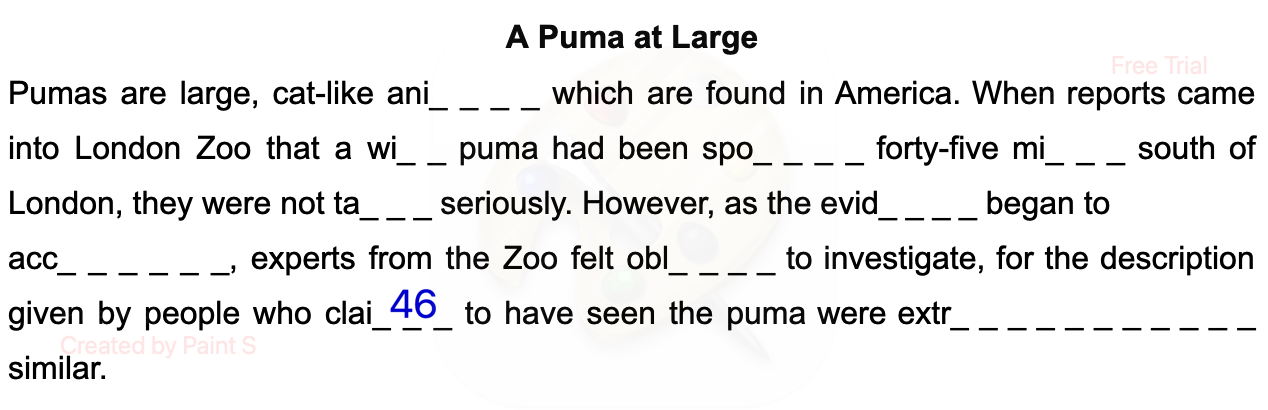 A Puma at Large
Free Trial
Pumas are large, cat-like ani_ _ _ _ which are found in America. When reports came
into London Zoo that a wi_ _ puma had been spo_ _ _ _ forty-five mi_ _ _ south of
London, they were not ta_ _ _ seriously. However, as the evid_ _ _ _ began to
acc_ _ _ _ _ _, experts from the Zoo felt obl_ _ _ _ to investigate, for the description
given by people who clai_ 46 _ _ to have seen the puma were extr_ _ _ _ _ _ _ _ _ _ _
Created by Paint S
similar.